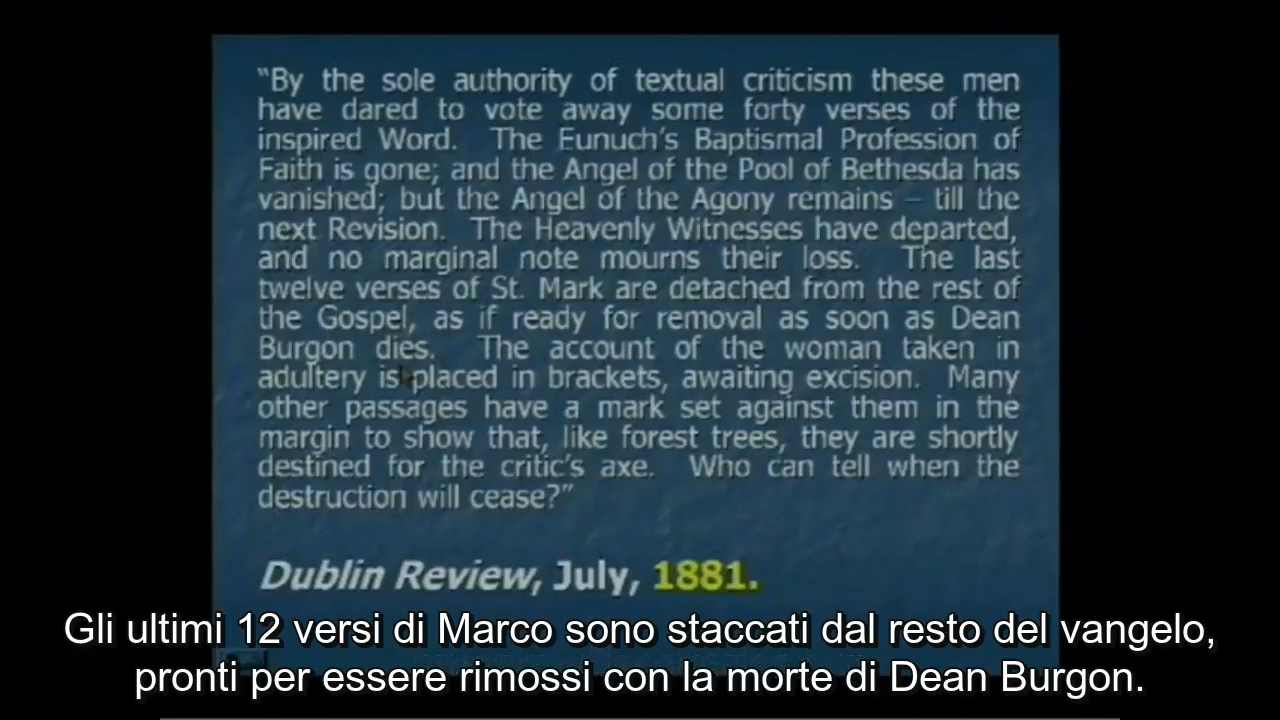 “By the sole authority of textual criticism these men
have dared to vote away some forty verses of the
inspired Word. The Eunuch’s Baptismal Profession of
Faith is gone; and the Angel of the Pool of Bethesda has
vanished; but the Angel of the Agony remains – till the
next Revision. The Heavenly Witnesses have departed,
and no marginal note mourns their loss. The last
twelve verses of St. Mark are detached from the rest of
the Gospel, as if ready for removal as soon as Dean
Burgon dies. The account of the woman taken in
adultery is placed in brackets, awaiting excision. Many
other passages have a mark set against them in the
margin to show that, like forest trees, they are shortly
destined for the critic’s axe. Who can tell when the
destruction will cease?”
Dublin Review, July, 1881.
Gli ultimi 12 versi di Marco sono staccati dal resto del vangelo,
pronti per essere rimossi con la morte di Dean Burgon.